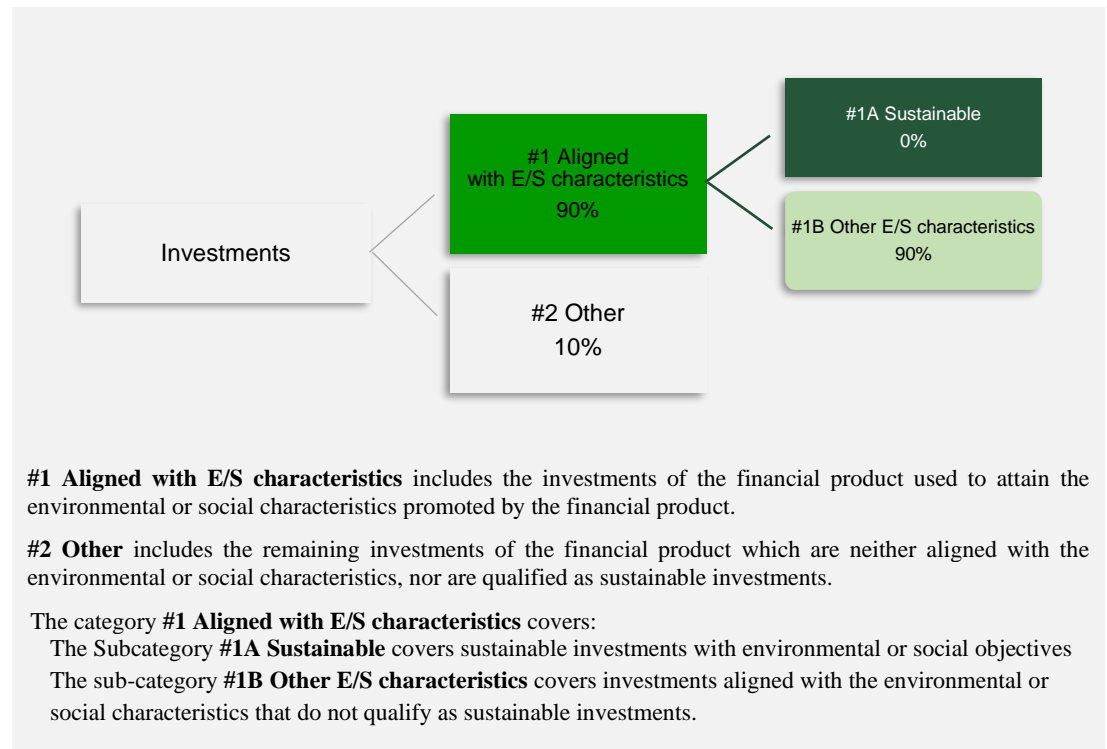 #1A Sustainable
0%
#1 Aligned
with E/S characteristics
90%
#1B Other E/S characteristics
90%
Investments
#2 Other
10%
#1 Aligned with E/S characteristics includes the investments of the financial product used to attain the
environmental or social characteristics promoted by the financial product.
#2 Other includes the remaining investments of the financial product which are neither aligned with the
environmental or social characteristics, nor are qualified as sustainable investments.
The category #1 Aligned with E/S characteristics covers:
The Subcategory #1A Sustainable covers sustainable investments with environmental or social objectives
The sub-category #1B Other E/S characteristics covers investments aligned with the environmental or
social characteristics that do not qualify as sustainable investments.